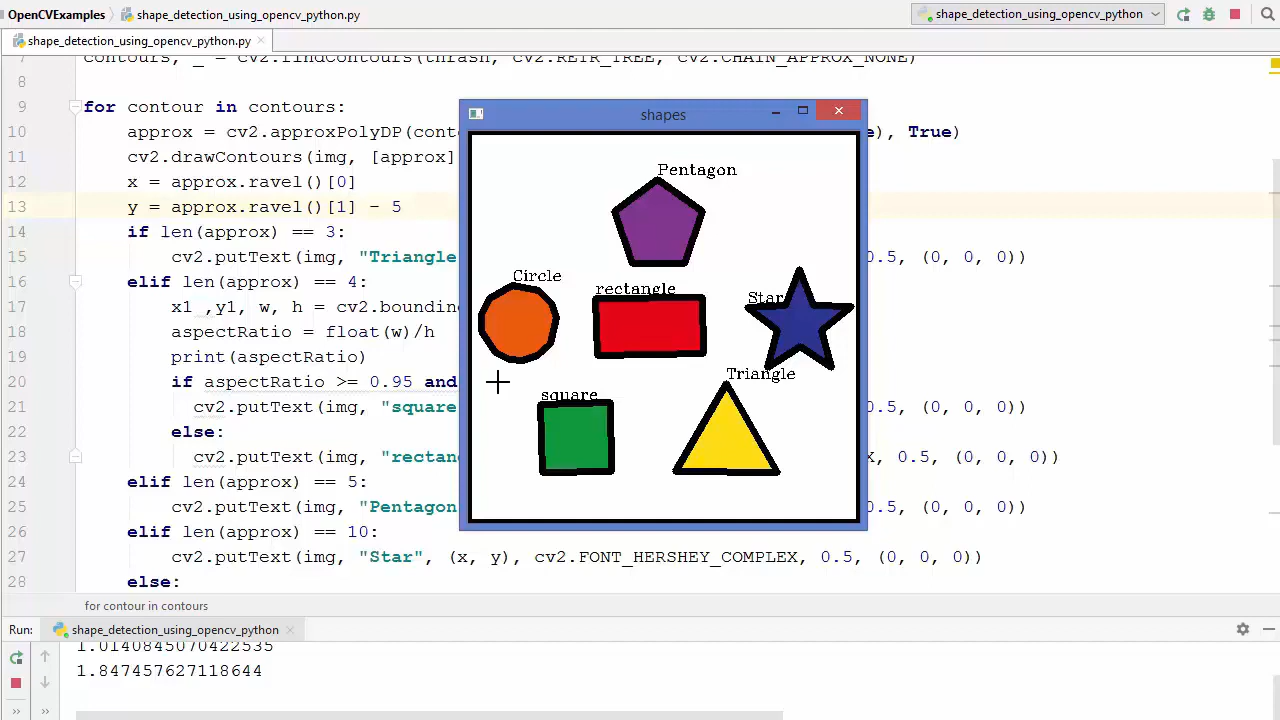 OpenCVExamples shape_detection_using_opencv_python.py shape_detection_using_opencv_python
shape_detection_using_opencv_python.py
7 contours, _ = cv2.findContours(thrash, cv2.RETR_TREE, cv2.CHAIN_APPROX_NONE)
8
9 for contour in contours:
10 approx = cv2.approxPolyDP(cont e), True)
11 cv2.drawContours(img, [approx]
12 x = approx.ravel()[0]
13 y = approx.ravel()[1] - 5
14 if len(approx) == 3:
15 cv2.putText(img, "Triangle 0.5, (0, 0, 0))
16 elif len(approx) == 4:
17 x1 ,y1, w, h = cv2.bounding
18 aspectRatio = float(w)/h
19 print(aspectRatio)
20 if aspectRatio >= 0.95 and
21 cv2.putText(img, "square 0.5, (0, 0, 0))
22 else:
23 cv2.putText(img, "rectan X, 0.5, (0, 0, 0))
24 elif len(approx) == 5:
25 cv2.putText(img, "Pentagon 0.5, (0, 0, 0))
26 elif len(approx) == 10:
27 cv2.putText(img, "Star", (x, y), cv2.FONT_HERSHEY_COMPLEX, 0.5, (0, 0, 0))
28 else:
shapes
Pentagon
Circle
rectangle
Star
Triangle
square
for contour in contours
Run: shape_detection_using_opencv_python
1.0140845070422535
1.847457627118644